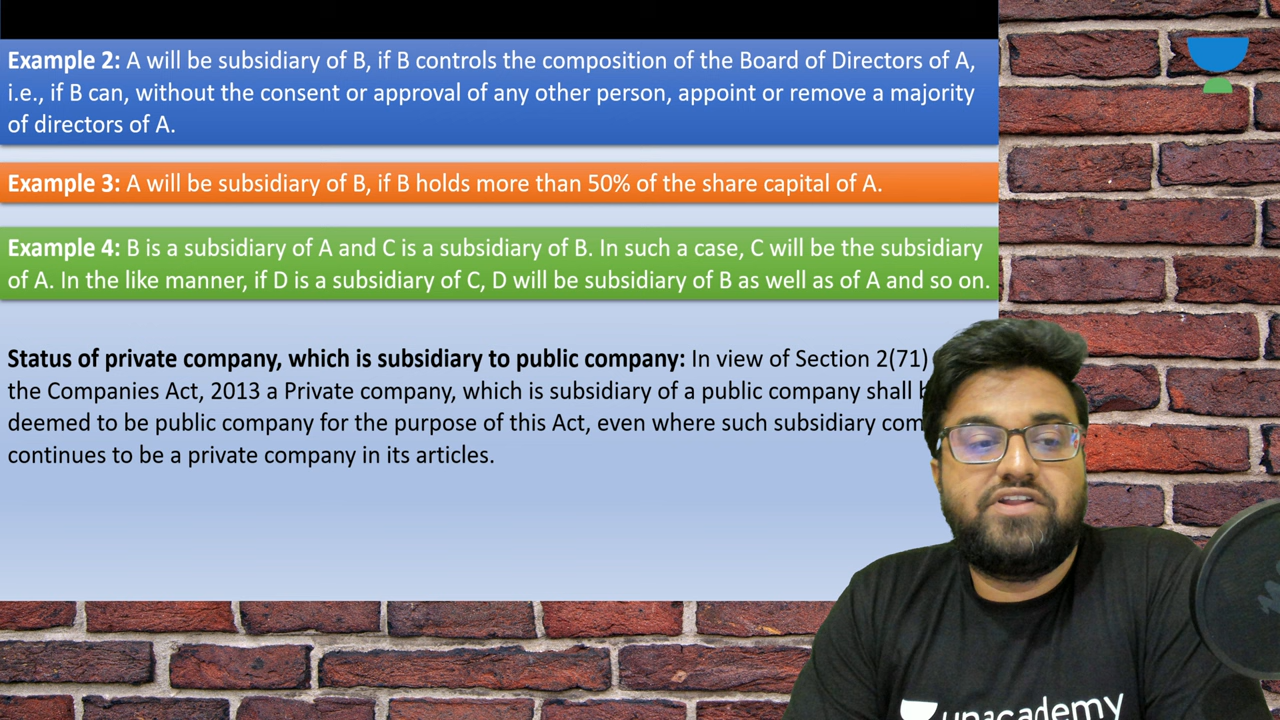 Example 2: A will be subsidiary of B, if B controls the composition of the Board of Directors of A,
i.e., if B can, without the consent or approval of any other person, appoint or remove a majority
of directors of A.
Example 3: A will be subsidiary of B, if B holds more than 50% of the share capital of A.
Example 4: B is a subsidiary of A and C is a subsidiary of B. In such a case, C will be the subsidiary
of A. In the like manner, if D is a subsidiary of C, D will be subsidiary of B as well as of A and so on.
Status of private company, which is subsidiary to public company: In view of Section 2(71)
the Companies Act, 2013 a Private company, which is subsidiary of a public company shall
deemed to be public company for the purpose of this Act, even where such subsidiary com
continues to be a private company in its articles.
unacademy